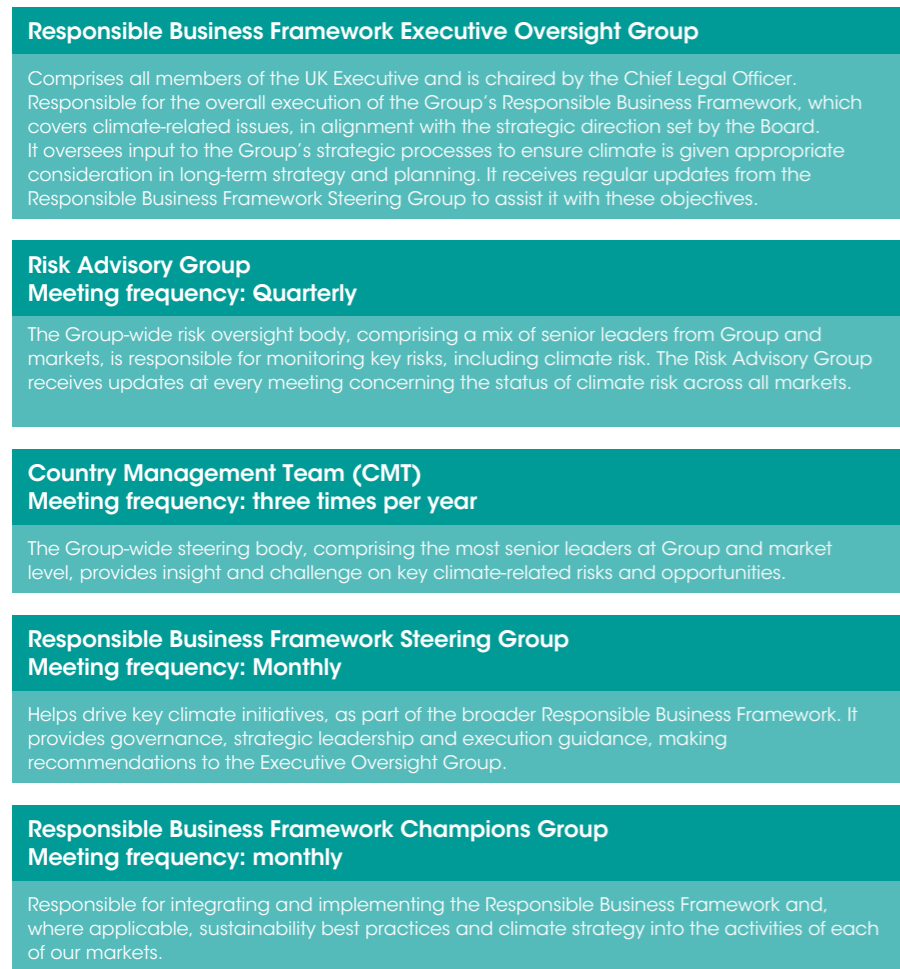 Responsible Business Framework Executive Oversight Group
Comprises all members of the UK Executive and is chaired by the Chief Legal Officer.
Responsible for the overall execution of the Group's Responsible Business Framework, which
covers climate-related issues, in alignment with the strategic direction set by the Board.
It oversees input to the Group's strategic processes to ensure climate is given appropriate
consideration in long-term strategy and planning. It receives regular updates from the
Responsible Business Framework Steering Group to assist it with these objectives.
Risk Advisory Group
Meeting frequency: Quarterly
The Group-wide risk oversight body, comprising a mix of senior leaders from Group and
markets, is responsible for monitoring key risks, including climate risk. The Risk Advisory Group
receives updates at every meeting concerning the status of climate risk across all markets.
Country Management Team (CMT)
Meeting frequency: three times per year
The Group-wide steering body, comprising the most senior leaders at Group and market
level, provides insight and challenge on key climate-related risks and opportunities.
Responsible Business Framework Steering Group
Meeting frequency: Monthly
Helps drive key climate initiatives, as part of the broader Responsible Business Framework. It
provides governance, strategic leadership and execution guidance, making
recommendations to the Executive Oversight Group.
Responsible Business Framework Champions Group
Meeting frequency: monthly
Responsible for integrating and implementing the Responsible Business Framework and,
where applicable, sustainability best practices and climate strategy into the activities of each
of our markets.